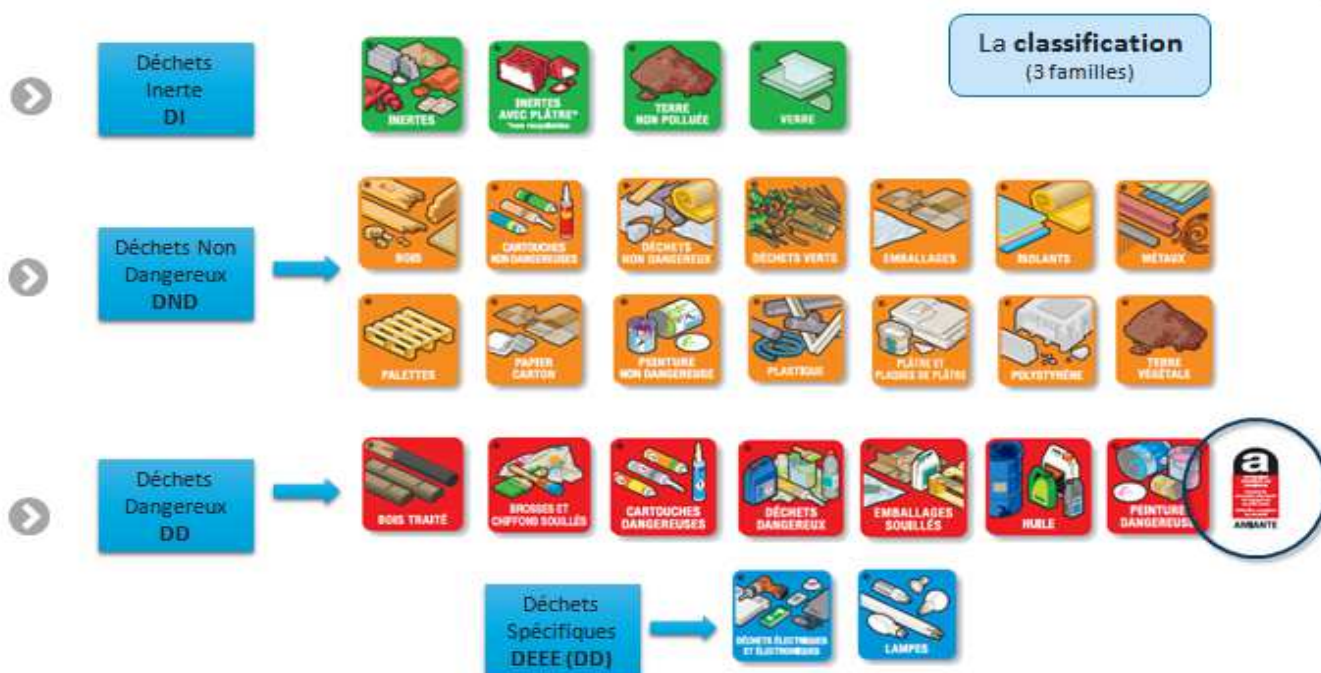 La classification
(3 familles)
Déchets
Inerte
DI
INERTES
INERTES
AVEC PLÂTRE*
TERRE
NON POLLUÉE
VERRE
Déchets Non
Dangereux
DND
BOIS
CARTOUCHES
NON DANGEREUSES
DÉCHETS
NON DANGEREUX
DÉCHETS VERTS
EMBALLAGES
ISOLANTS
MÉTAUX
PALETTES
PAPIER
CARTON
PEINTURE
NON DANGEREUSE
PLASTIQUE
PLÂTRE ET
PLAQUES DE PLÂTRE
POLYSTYRÈNE
TERRE
VÉGÉTALE
Déchets
Dangereux
DD
BOIS TRAITÉ
BROSSES ET
CHIFFONS SOUILLÉS
CARTOUCHES
DANGEREUSES
DÉCHETS
DANGEREUX
EMBALLAGES
SOUILLÉS
HUILE
PEINTURE
DANGEREUSE
a
AMIANTE
Déchets
Spécifiques
DEEE (DD)
DÉCHETS ÉLECTRIQUES
ET ÉLECTRONIQUES
LAMPES